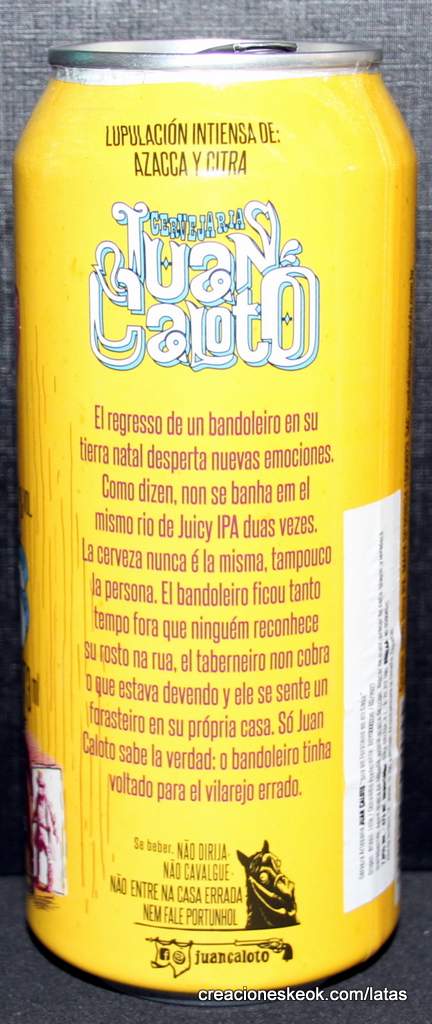 LUPULACIÓN INTIENSA DE:
AZACCA Y CITRA
CERVEJARIA
JUAN
CALOTO
El regresso de un bandoleiro en su
tierra natal desperta nuevas emociones.
Como dizen, non se banha em el
mismo rio de Juicy IPA duas vezes.
La cerveza nunca é la misma, tampouco
la persona. El bandoleiro ficou tanto
tempo fora que ninguém reconhece
su rosto na rua, el taberneiro non cobra
o que estava devendo y ele se sente un
forasteiro en su própria casa. Só Juan
Caloto sabe la verdad: o bandoleiro tinha
voltado para el vilarejo errado.
Se beber, NÃO DIRIJA.
NÃO CAVALGUE.
NÃO ENTRE NA CASA ERRADA
NEM FALE PORTUNHOL
juancaloto
creacioneskeok.com/latas